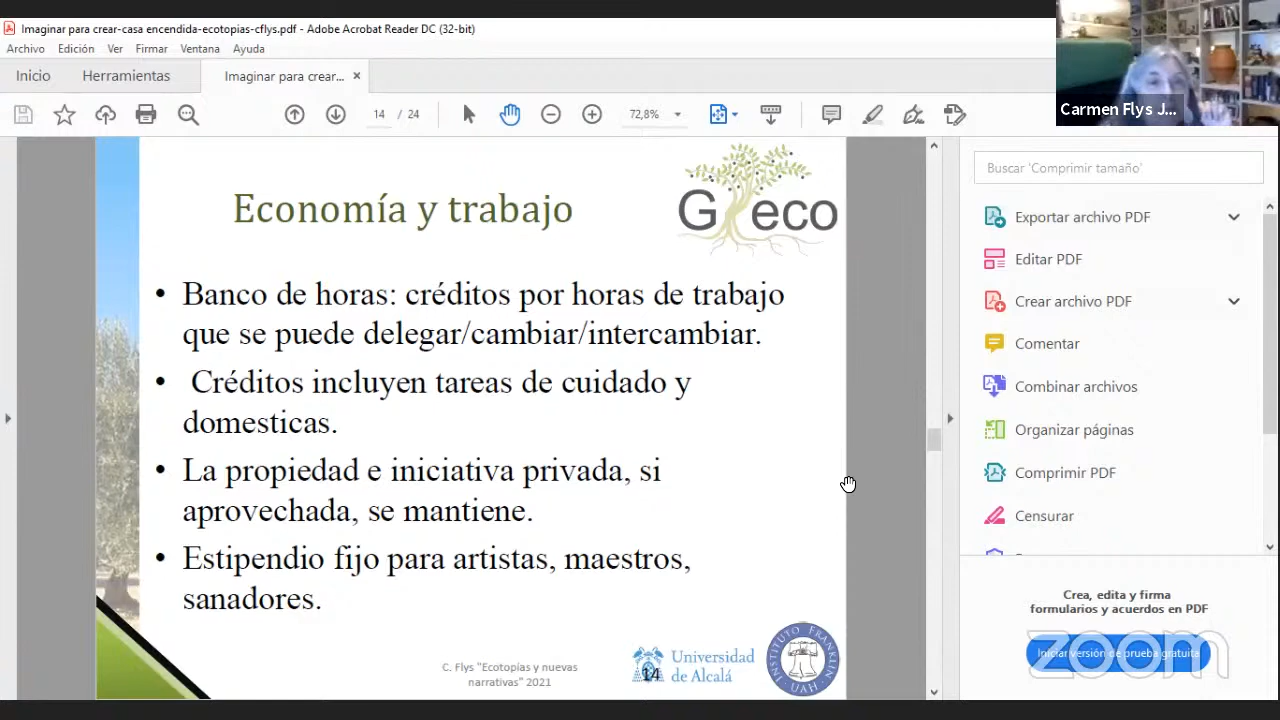 Imaginar para crear-casa encendida-ecotopias-cflys.pdf - Adobe Acrobat Reader DC (32-bit)
Archivo Edición Ver Firmar Ventana Ayuda
Inicio Herramientas Imaginar para crear... ×
14 / 24 72,8%
Carmen Flys J...
Economía y trabajo
G eco
• Banco de horas: créditos por horas de trabajo
que se puede delegar/cambiar/intercambiar.
• Créditos incluyen tareas de cuidado y
domesticas.
• La propiedad e iniciativa privada, si
aprovechada, se mantiene.
• Estipendio fijo para artistas, maestros,
sanadores.
C. Flys "Ecotopías y nuevas
narrativas" 2021
14
Universidad
de Alcalá
INSTITUTO FRANKLIN
UAH
Buscar 'Comprimir tamaño'
Exportar archivo PDF
Editar PDF
Crear archivo PDF
Comentar
Combinar archivos
Organizar páginas
Comprimir PDF
Censurar
Crea, edita y firma
formularios y acuerdos en PDF
Iniciar versión de prueba gratuita
zoom